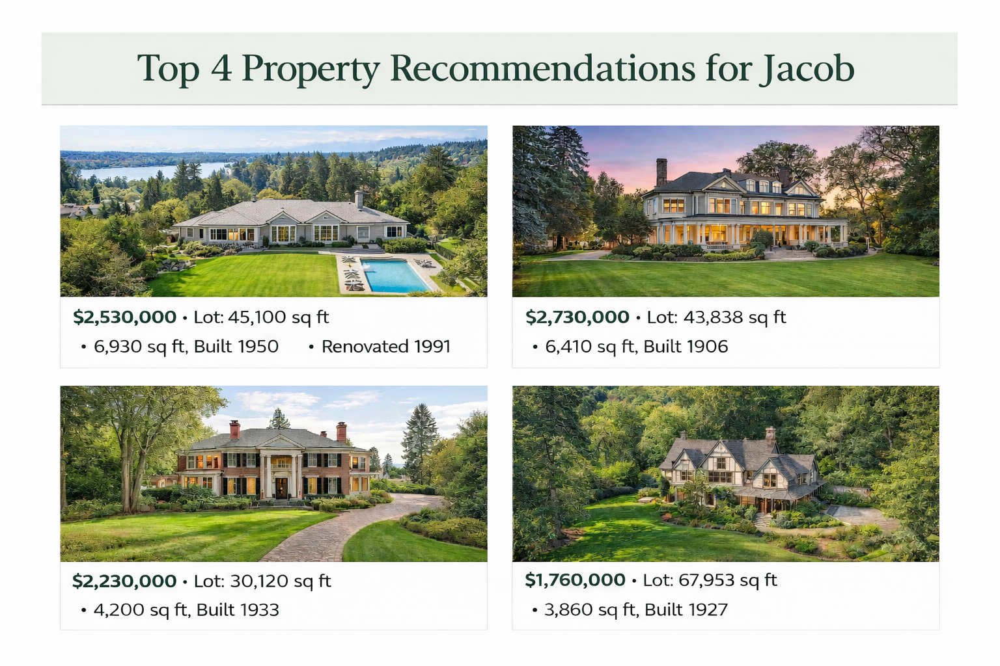 Top 4 Property Recommendations for Jacob
$2,530,000 • Lot: 45,100 sq ft
• 6,930 sq ft, Built 1950 • Renovated 1991
$2,730,000 • Lot: 43,838 sq ft
• 6,410 sq ft, Built 1906
$2,230,000 • Lot: 30,120 sq ft
• 4,200 sq ft, Built 1933
$1,760,000 • Lot: 67,953 sq ft
• 3,860 sq ft, Built 1927